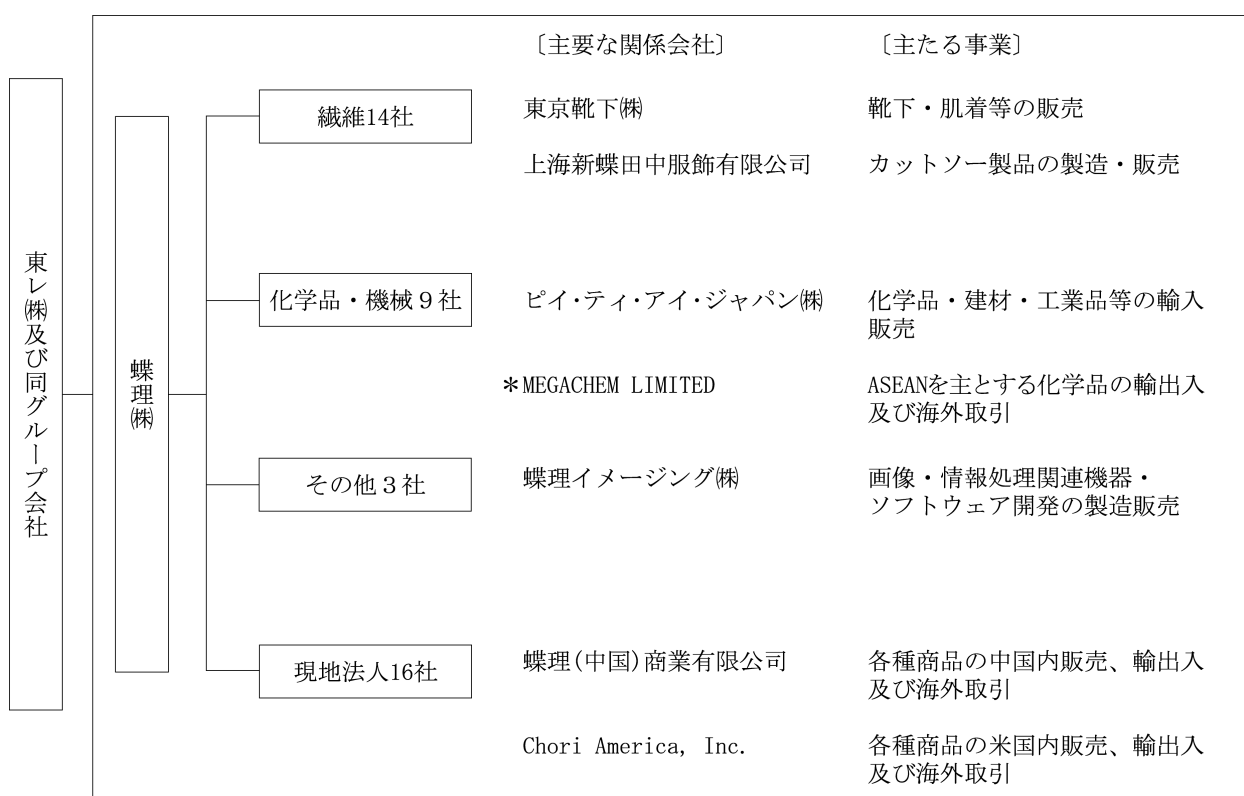 〔主要な関係会社〕 〔主たる事業〕
東レ㈱及び同グループ会社
蝶理㈱
繊維14社
東京靴下㈱ 靴下・肌着等の販売
上海新蝶田中服飾有限公司 カットソー製品の製造・販売
化学品・機械9社
ピイ・ティ・アイ・ジャパン㈱ 化学品・建材・工業品等の輸入
販売
＊MEGACHEM LIMITED ASEANを主とする化学品の輸出入
及び海外取引
その他3社
蝶理イメージング㈱ 画像・情報処理関連機器・
ソフトウェア開発の製造販売
現地法人16社
蝶理(中国)商業有限公司 各種商品の中国内販売、輸出入
及び海外取引
Chori America, Inc. 各種商品の米国内販売、輸出入
及び海外取引